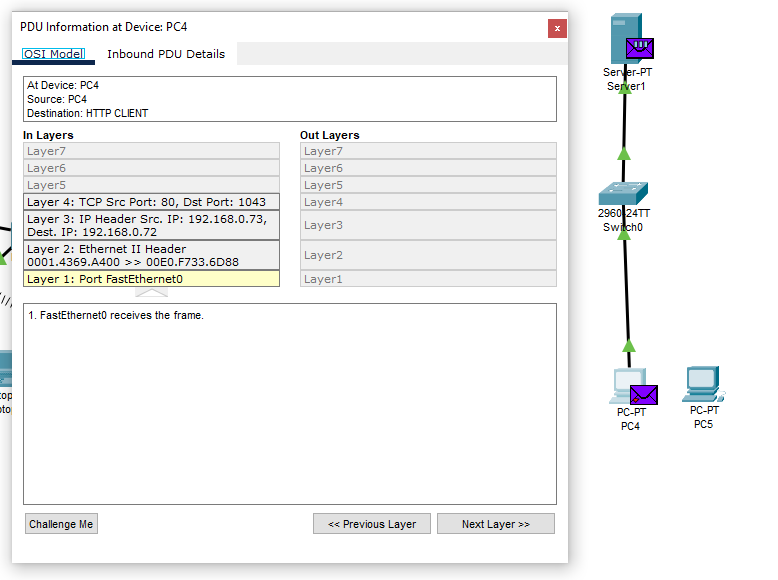 PDU Information at Device: PC4
x
OSI Model
Inbound PDU Details
At Device: PC4
Source: PC4
Destination: HTTP CLIENT
In Layers
Layer7
Layer6
Layer5
Layer 4: TCP Src Port: 80, Dst Port: 1043
Layer 3: IP Header Src. IP: 192.168.0.73,
Dest. IP: 192.168.0.72
Layer 2: Ethernet II Header
0001.4369.A400 >> 00E0.F733.6D88
Layer 1: Port FastEthernet0
Out Layers
Layer7
Layer6
Layer5
Layer4
Layer3
Layer2
Layer1
1. FastEthernet0 receives the frame.
Challenge Me
<< Previous Layer
Next Layer >>
Server-PT
Server1
2960-24TT
Switch0
PC-PT
PC4
PC-PT
PC5